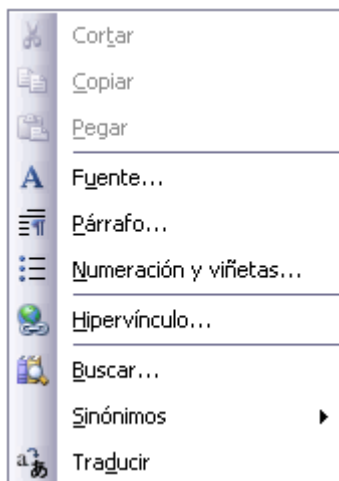 Cortar
Copiar
Pegar
Fuente...
Párrafo...
Numeración y viñetas...
Hipervínculo...
Buscar...
Sinónimos
Traducir